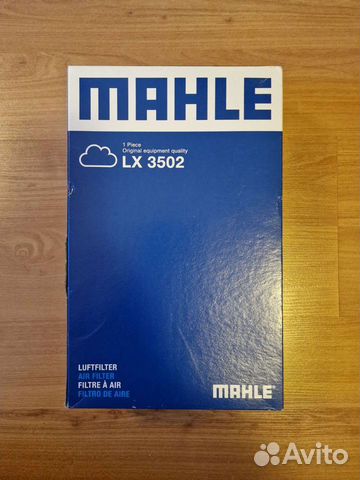 MAHLE
1 Piece
Original equipment quality
LX 3502
LUFTFILTER
AIR FILTER
FILTRE À AIR
FILTRO DE AIRE
MAHLE
Avito